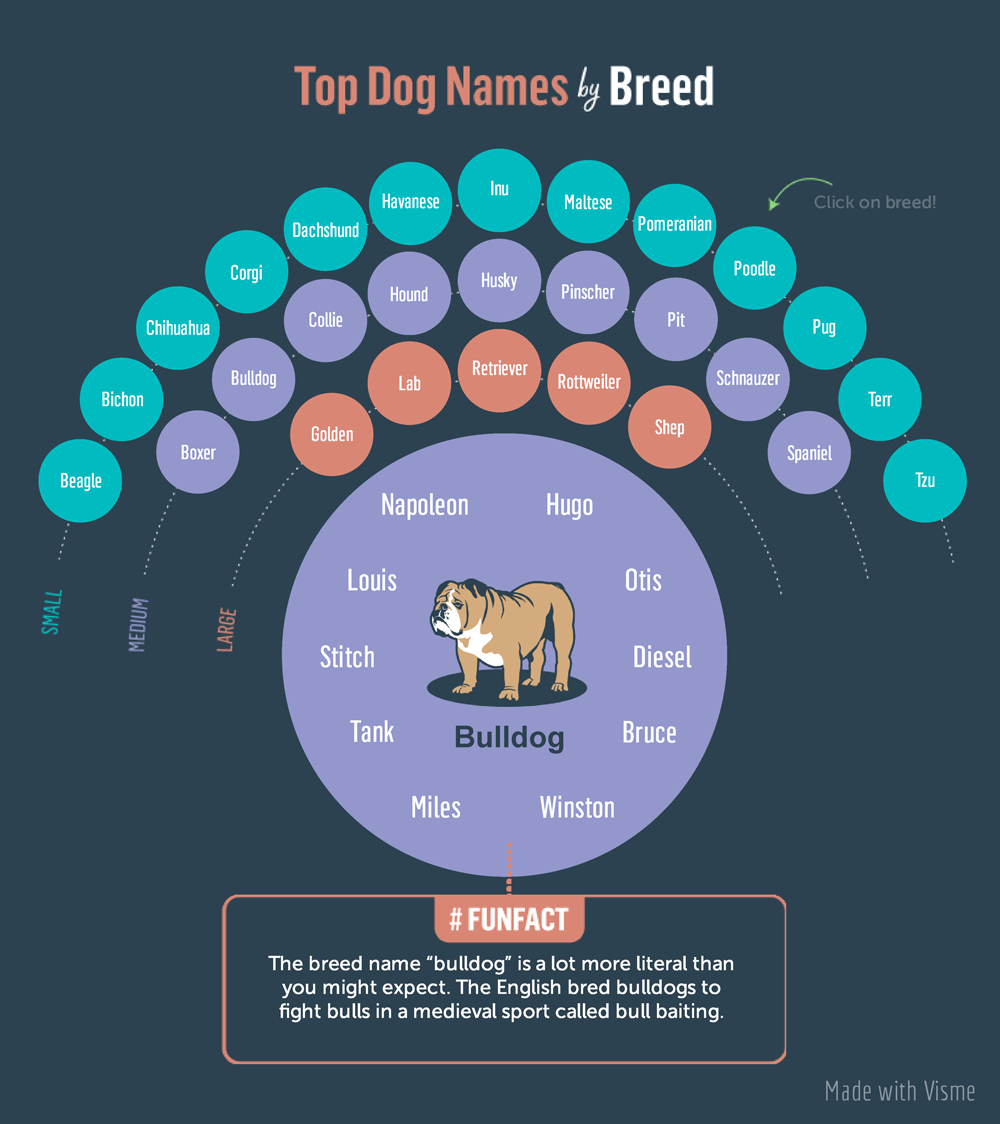 Top Dog Names by Breed
Click on breed!
Beagle
Bichon
Chihuahua
Corgi
Dachshund
Havanese
Inu
Maltese
Pomeranian
Poodle
Pug
Terr
Tzu
Boxer
Bulldog
Collie
Hound
Husky
Pinscher
Pit
Schnauzer
Spaniel
Golden
Lab
Retriever
Rottweiler
Shep
SMALL
MEDIUM
LARGE
Napoleon
Hugo
Louis
Otis
Stitch
Diesel
Tank
Bruce
Miles
Winston
Bulldog
# FUNFACT
The breed name “bulldog” is a lot more literal than
you might expect. The English bred bulldogs to
fight bulls in a medieval sport called bull baiting.
Made with Visme